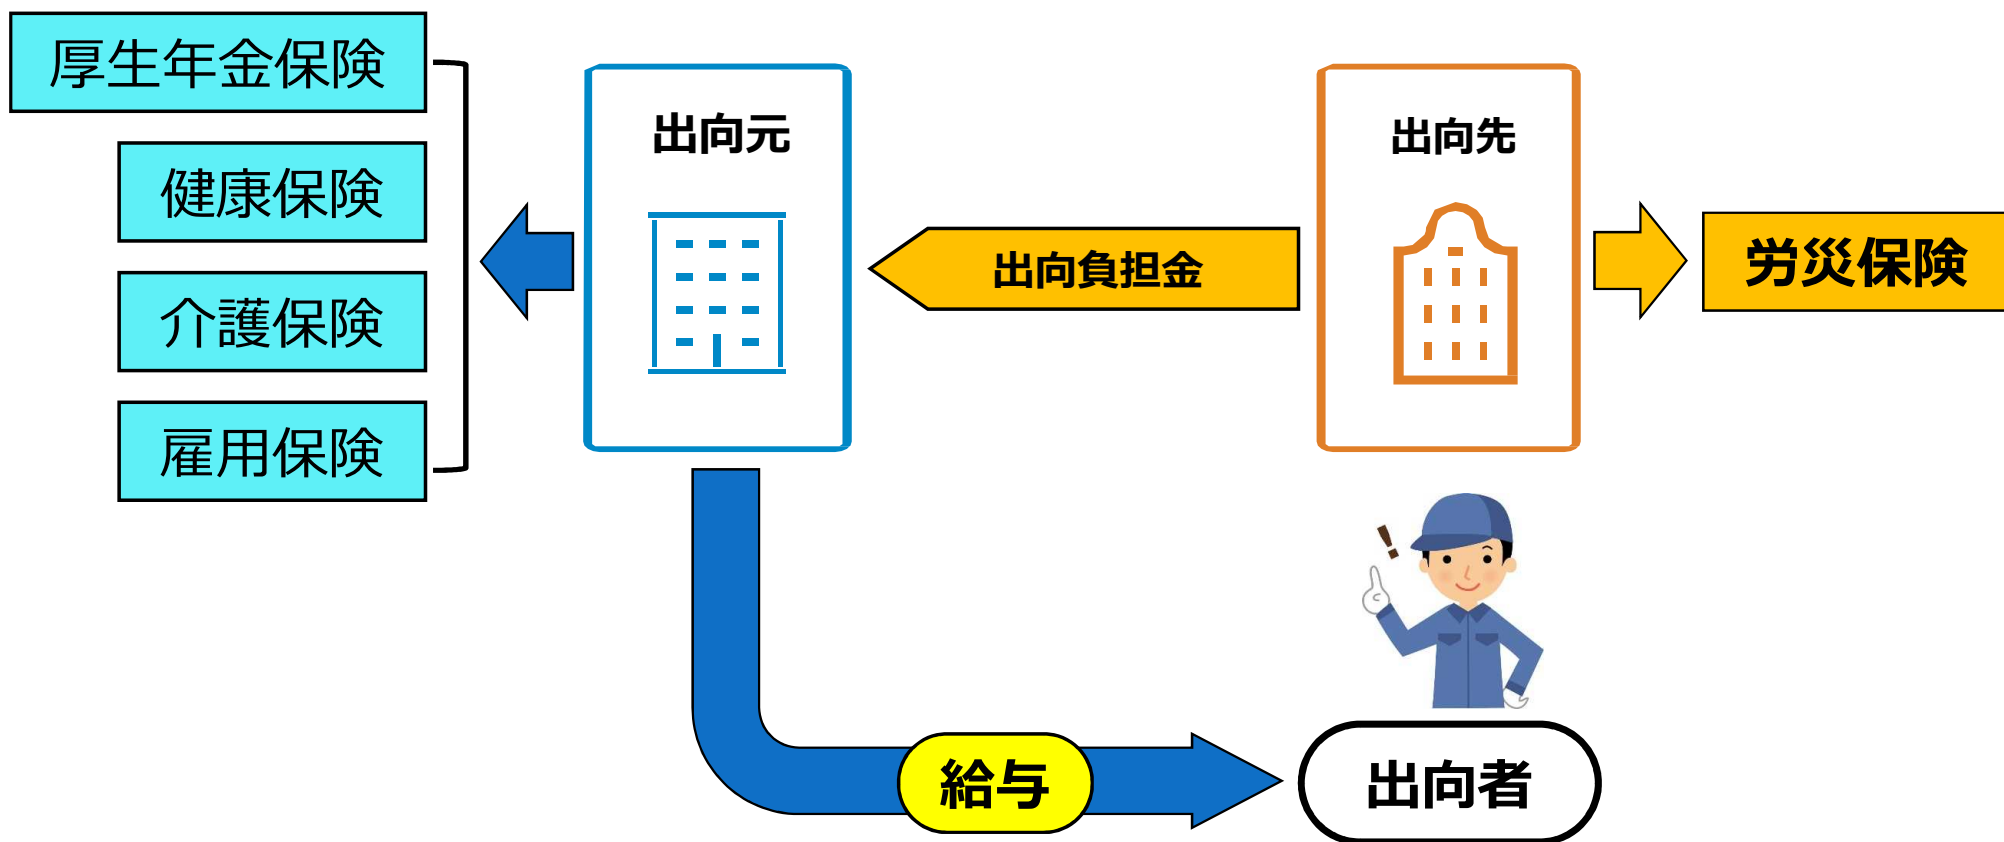 厚生年金保険
健康保険
介護保険
雇用保険
出向元
出向負担金
出向先
労災保険
給与
出向者